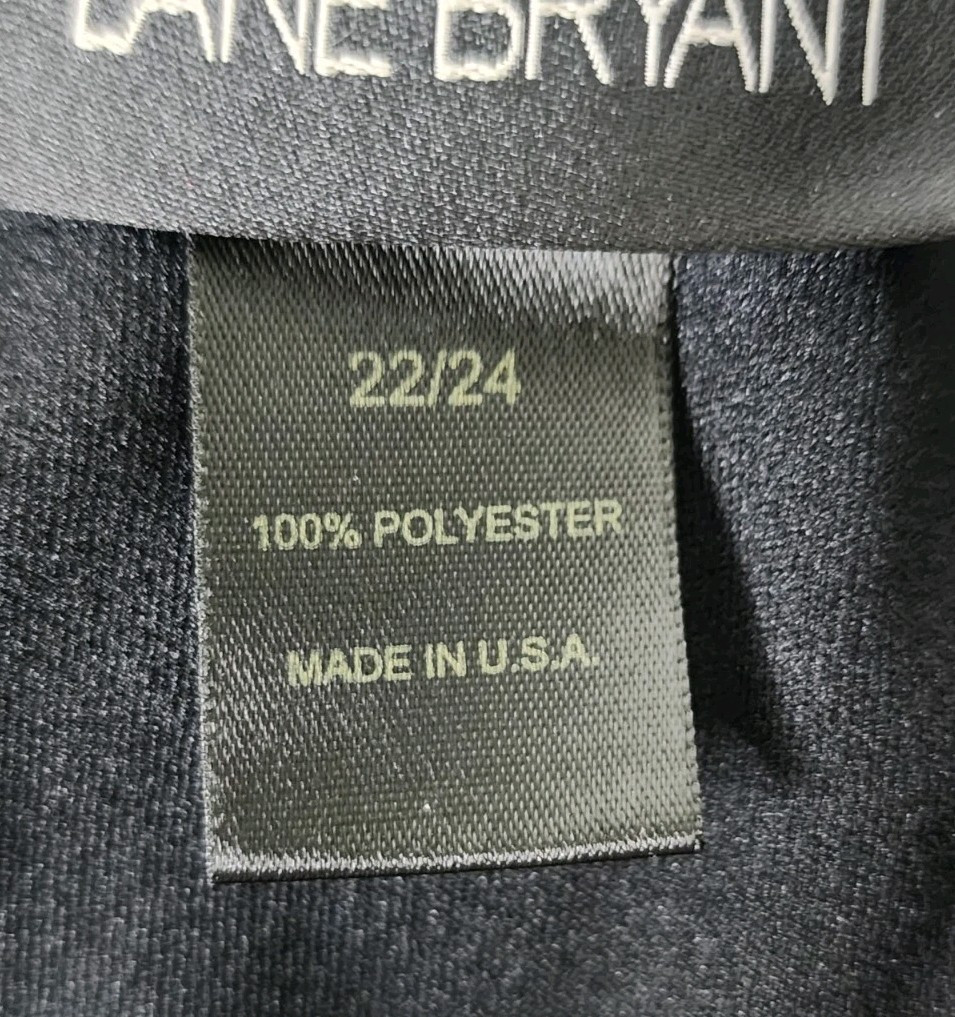 LANE BRYANT
22/24
100% POLYESTER
MADE IN U.S.A.